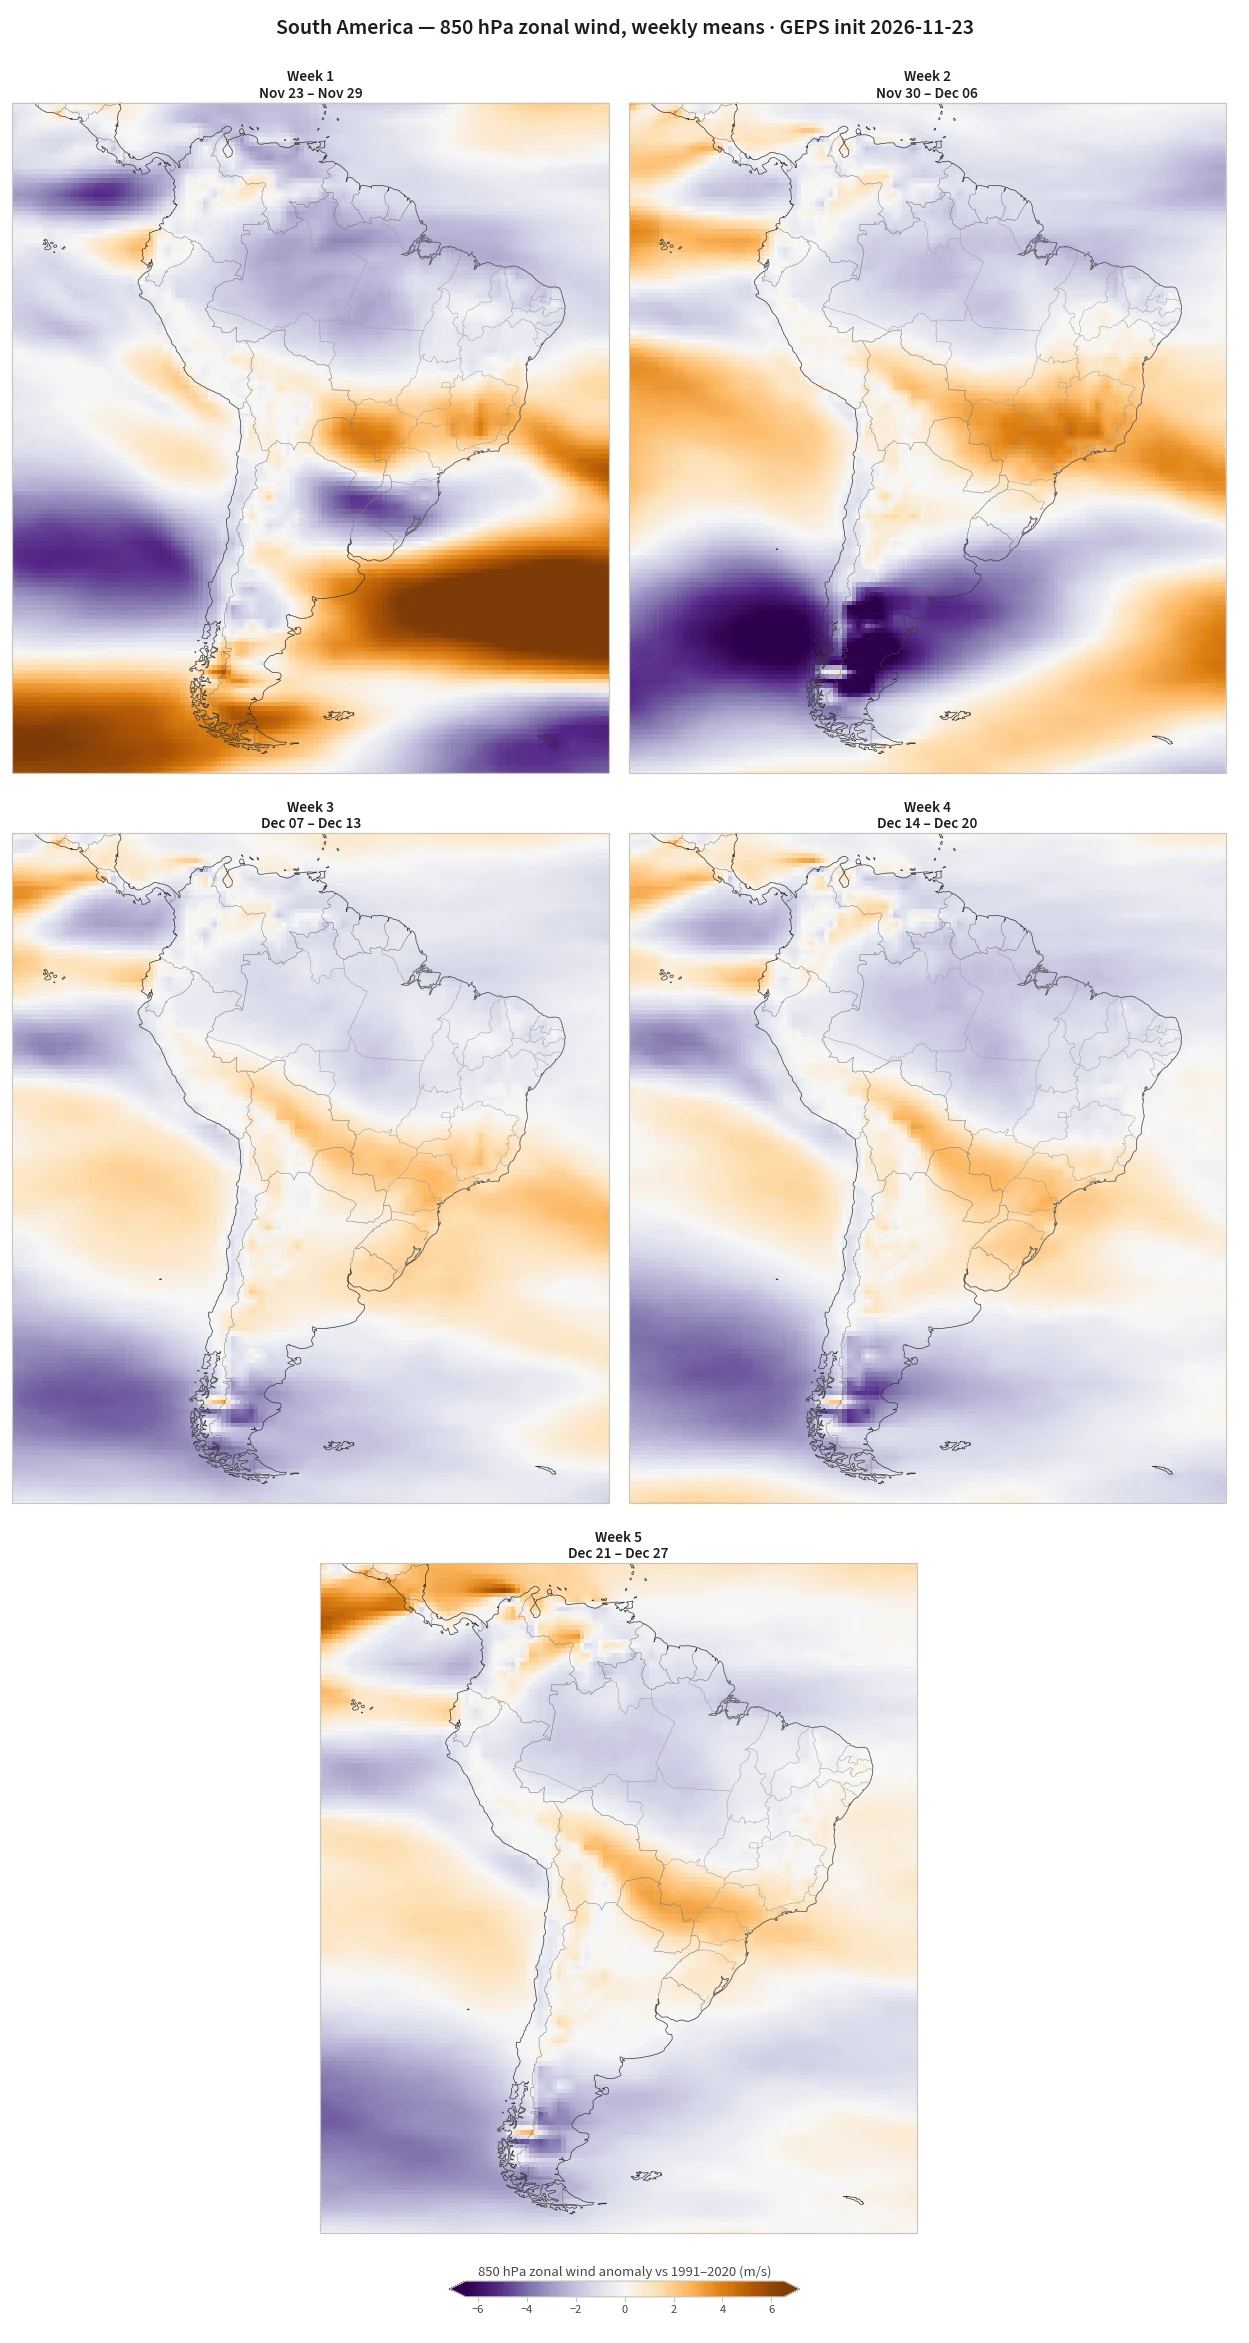 South America — 850 hPa zonal wind, weekly means · GEPS init 2026-11-23
Week 1
Nov 23 – Nov 29
Week 2
Nov 30 – Dec 06
Week 3
Dec 07 – Dec 13
Week 4
Dec 14 – Dec 20
Week 5
Dec 21 – Dec 27
850 hPa zonal wind anomaly vs 1991–2020 (m/s)
−6 −4 −2 0 2 4 6